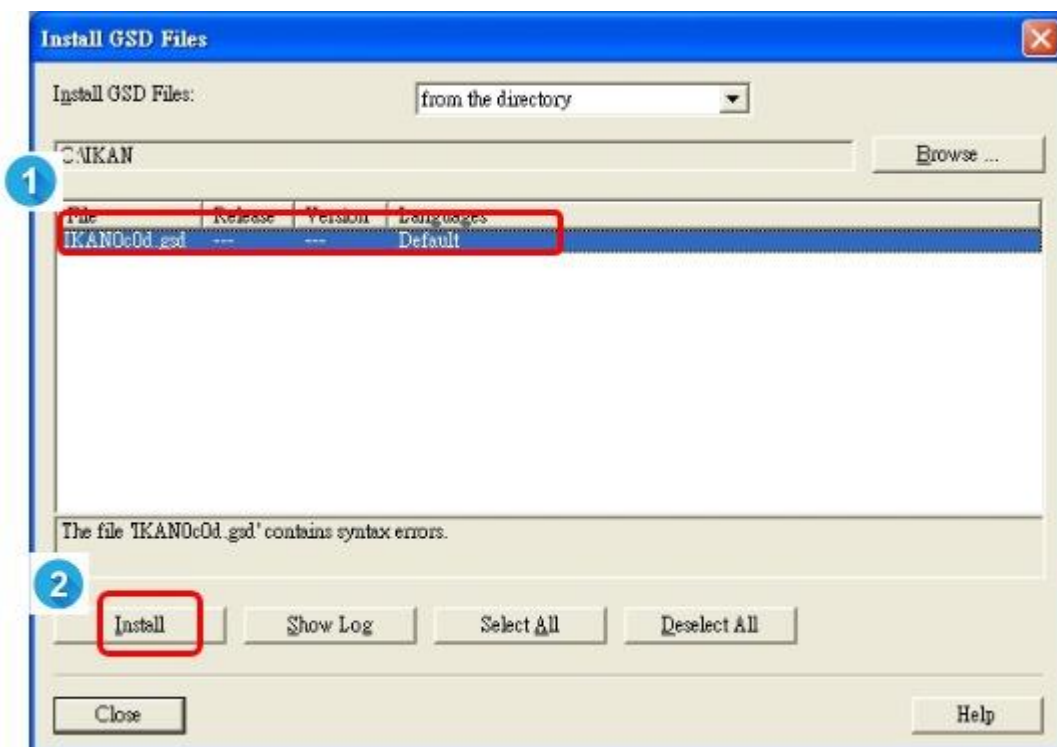 Install GSD Files
Install GSD Files: from the directory
C:\IKAN Browse ...
1
File Release Version Languages
IKAN0c0d.gsd --- --- Default
The file 'IKAN0c0d.gsd' contains syntax errors.
2
Install Show Log Select All Deselect All
Close Help